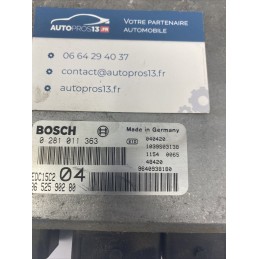 AUTOPROS13.FR
VOTRE PARTENAIRE
AUTOMOBILE
06 64 29 40 37
contact@autopros13.fr
autopros13.fr
BOSCH
Made in Germany
0 281 011 363
040420
1039S03138
1154 0065
48420
9640938180
EDC15C2 04
96 525 902 80